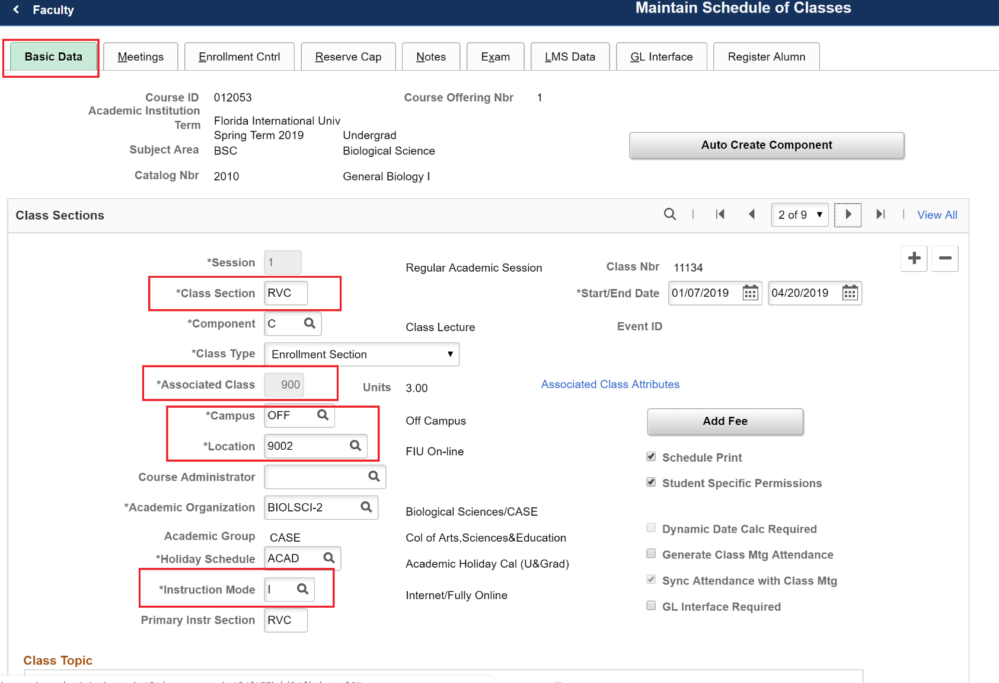 Faculty
Maintain Schedule of Classes
Basic Data
Meetings
Enrollment Cntrl
Reserve Cap
Notes
Exam
LMS Data
GL Interface
Register Alumn
Course ID 012053 Course Offering Nbr 1
Academic Institution Florida International Univ
Term Spring Term 2019 Undergrad
Subject Area BSC Biological Science
Auto Create Component
Catalog Nbr 2010 General Biology I
Class Sections | 2 of 9 ▼ | View All
*Session 1 Regular Academic Session Class Nbr 11134
*Class Section RVC *Start/End Date 01/07/2019 04/20/2019
*Component C Class Lecture Event ID
*Class Type Enrollment Section ▼
*Associated Class 900 Units 3.00 Associated Class Attributes
*Campus OFF Off Campus Add Fee
*Location 9002 FIU On-line
Schedule Print
Course Administrator
Student Specific Permissions
*Academic Organization BIOLSCI-2 Biological Sciences/CASE
Dynamic Date Calc Required
Academic Group CASE Col of Arts,Sciences&Education
*Holiday Schedule ACAD Academic Holiday Cal (U&Grad)
Generate Class Mtg Attendance
Sync Attendance with Class Mtg
*Instruction Mode I Internet/Fully Online
GL Interface Required
Primary Instr Section RVC
Class Topic